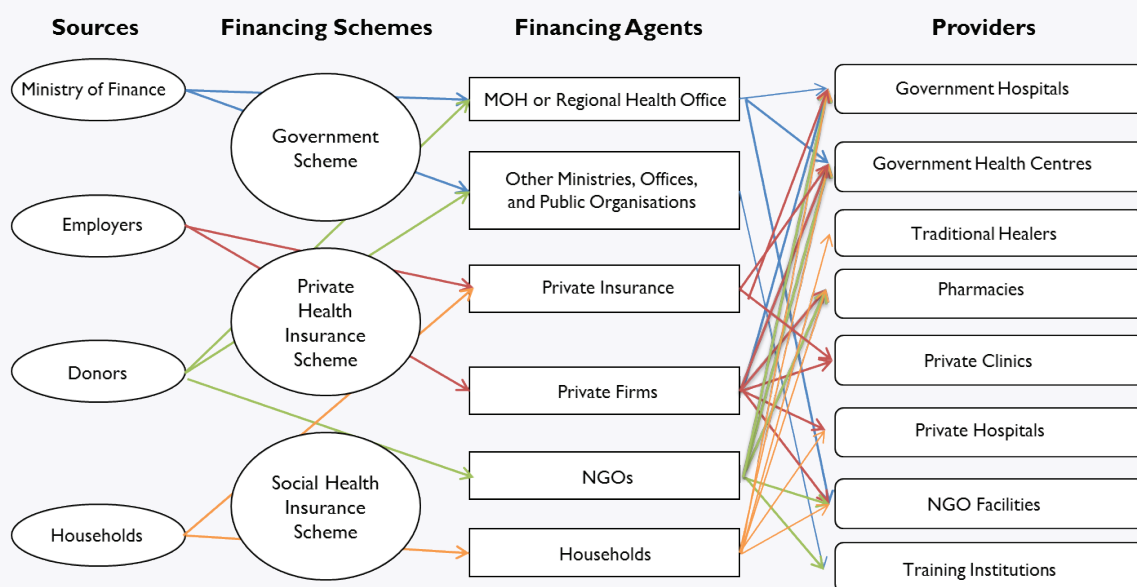 Sources
Financing Schemes
Financing Agents
Providers
Ministry of Finance
Employers
Donors
Households
Government
Scheme
Private
Health
Insurance
Scheme
Social Health
Insurance
Scheme
MOH or Regional Health Office
Other Ministries, Offices,
and Public Organisations
Private Insurance
Private Firms
NGOs
Households
Government Hospitals
Government Health Centres
Traditional Healers
Pharmacies
Private Clinics
Private Hospitals
NGO Facilities
Training Institutions